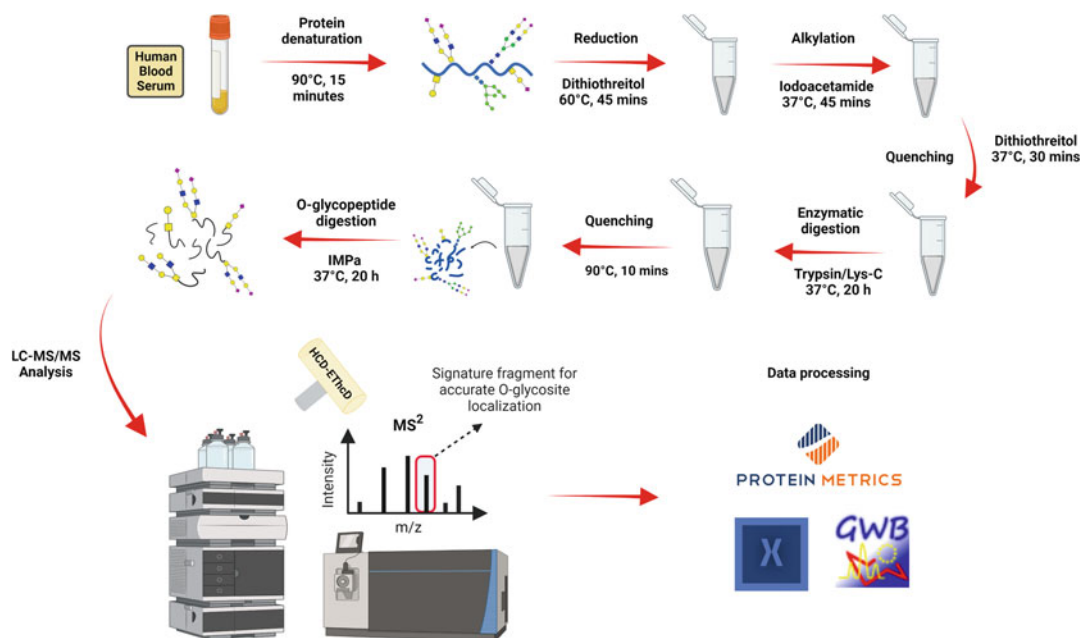 Human
Blood
Serum
Protein
denaturation
90°C, 15
minutes
Reduction
Dithiothreitol
60°C, 45 mins
Alkylation
Iodoacetamide
37°C, 45 mins
Dithiothreitol
37°C, 30 mins
Quenching
Enzymatic
digestion
Trypsin/Lys-C
37°C, 20 h
Quenching
90°C, 10 mins
O-glycopeptide
digestion
IMPa
37°C, 20 h
LC-MS/MS
Analysis
HCD-EThcD
Signature fragment for
accurate O-glycosite
localization
MS²
Intensity
m/z
Data processing
PROTEIN METRICS
X
GWB